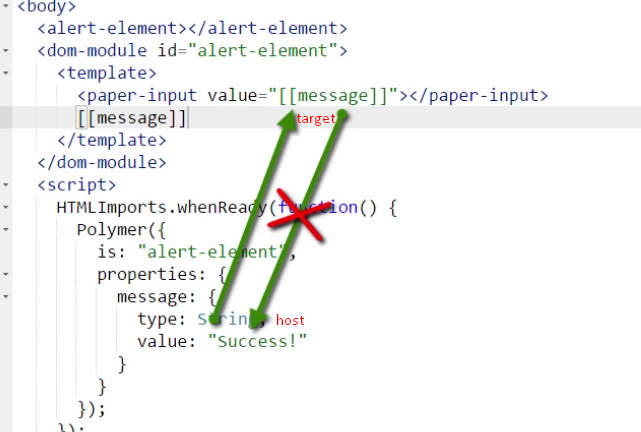 <body>
<alert-element></alert-element>
<dom-module id="alert-element">
<template>
<paper-input value="[[message]]"></paper-input>
[[message]]
target
</template>
</dom-module>
<script>
HTMLImports.whenReady(function() {
Polymer({
is: "alert-element",
properties: {
message: {
type: String,
host
value: "Success!"
}
}
});
});